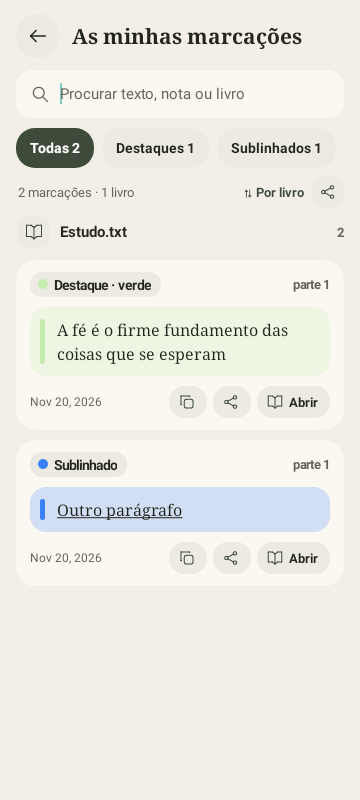 As minhas marcações
Procurar texto, nota ou livro
Todas 2
Destaques 1
Sublinhados 1
2 marcações · 1 livro
Por livro
Estudo.txt
2
Destaque · verde
parte 1
A fé é o firme fundamento das
coisas que se esperam
Nov 20, 2026
Abrir
Sublinhado
parte 1
Outro parágrafo
Nov 20, 2026
Abrir